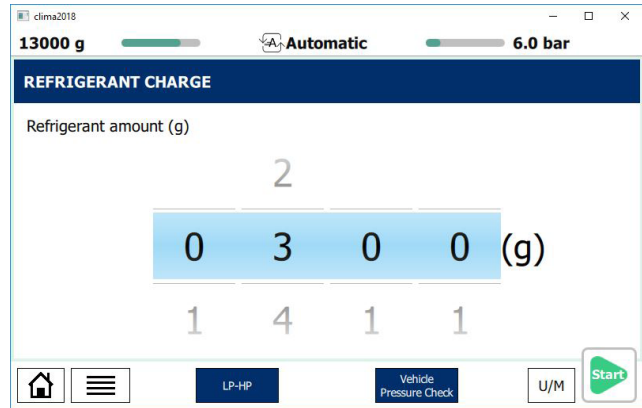 clima2018
13000 g Automatic 6.0 bar
REFRIGERANT CHARGE
Refrigerant amount (g)
2
0 3 0 0 (g)
1 4 1 1
LP-HP
Vehicle
Pressure Check
U/M
Start